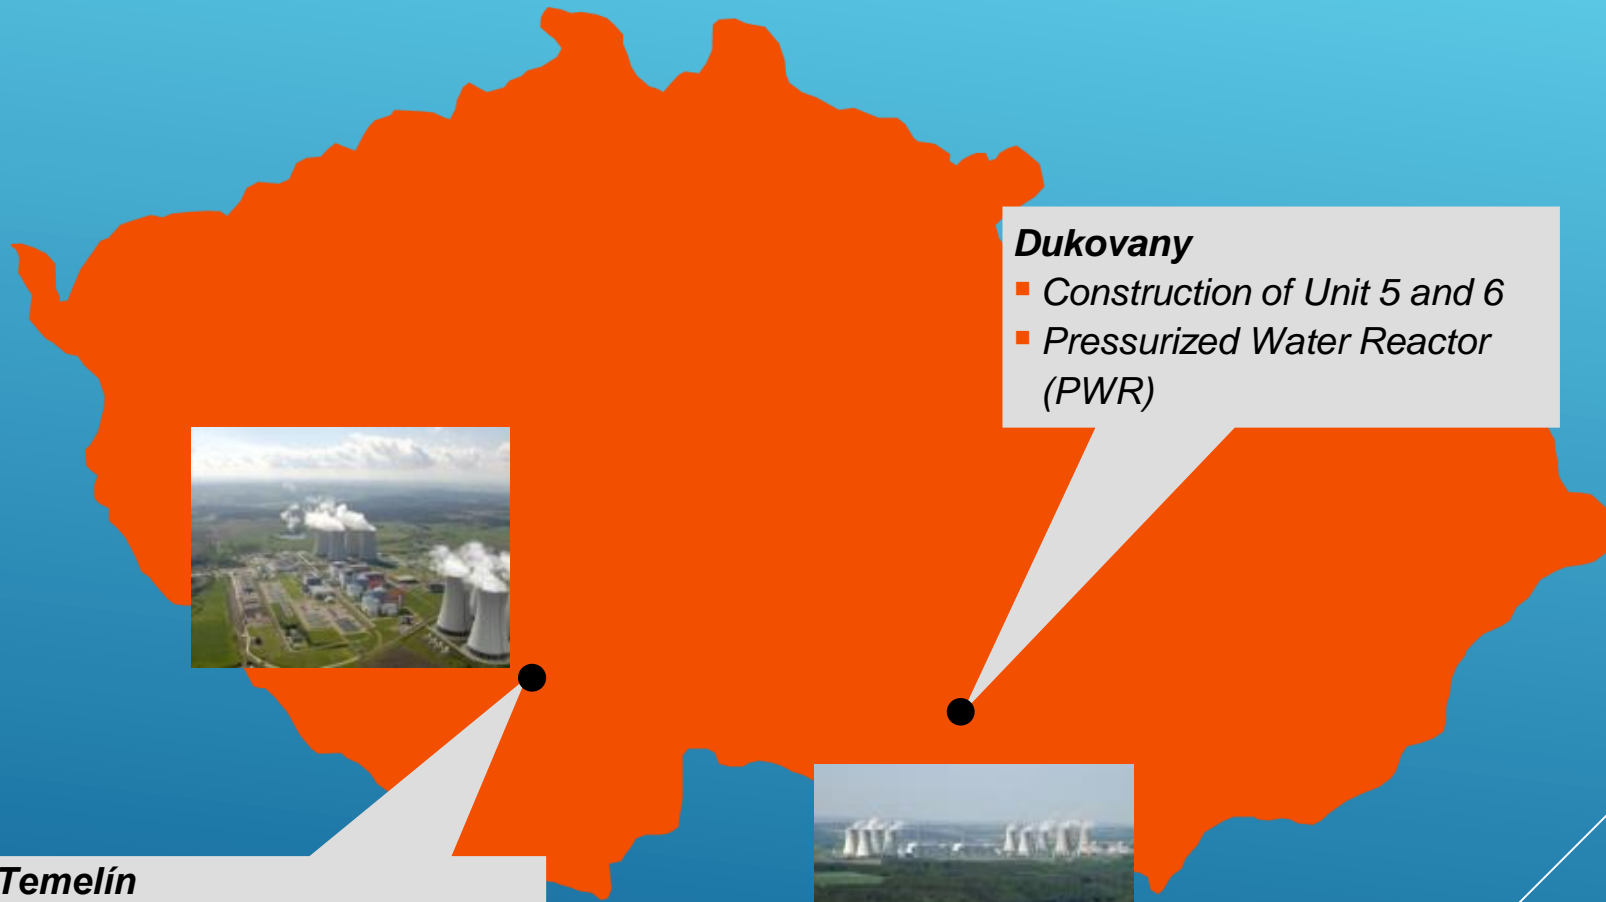 Dukovany
▪ Construction of Unit 5 and 6
▪ Pressurized Water Reactor
(PWR)
Temelín